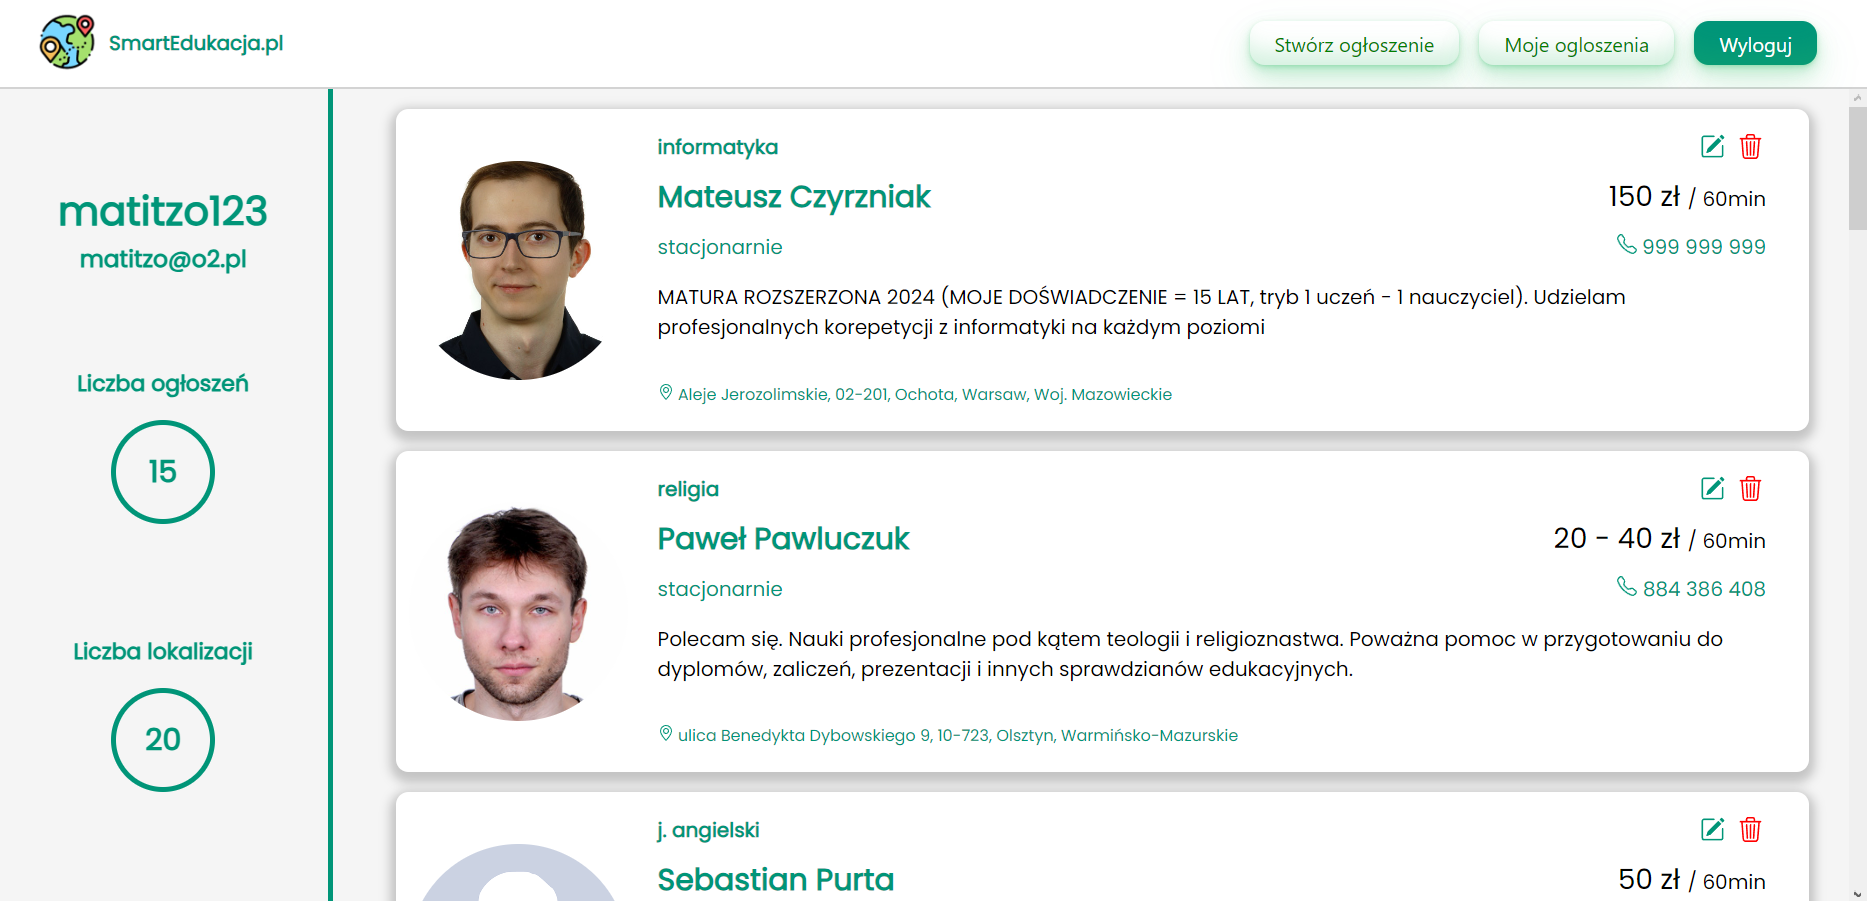 SmartEdukacja.pl
Stwórz ogłoszenie
Moje ogloszenia
Wyloguj
matitzo123
matitzo@o2.pl
Liczba ogłoszeń
15
Liczba lokalizacji
20
informatyka
Mateusz Czyrzniak
150 zł / 60min
stacjonarnie
999 999 999
MATURA ROZSZERZONA 2024 (MOJE DOŚWIADCZENIE = 15 LAT, tryb 1 uczeń - 1 nauczyciel). Udzielam
profesjonalnych korepetycji z informatyki na każdym poziomi
Aleje Jerozolimskie, 02-201, Ochota, Warsaw, Woj. Mazowieckie
religia
Paweł Pawluczuk
20 - 40 zł / 60min
stacjonarnie
884 386 408
Polecam się. Nauki profesjonalne pod kątem teologii i religioznastwa. Poważna pomoc w przygotowaniu do
dyplomów, zaliczeń, prezentacji i innych sprawdzianów edukacyjnych.
ulica Benedykta Dybowskiego 9, 10-723, Olsztyn, Warmińsko-Mazurskie
j. angielski
Sebastian Purta
50 zł / 60min